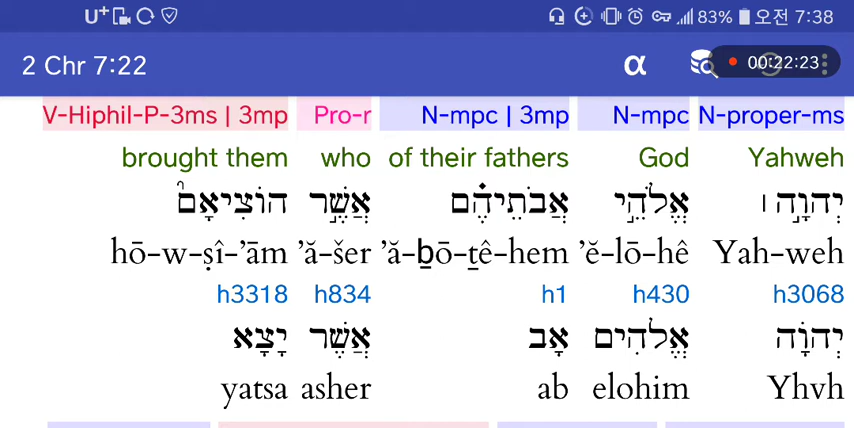 U+ 83% 오전 7:38
2 Chr 7:22 α 00:22:23
V-Hiphil-P-3ms | 3mp Pro-r N-mpc | 3mp N-mpc N-proper-ms
brought them who of their fathers God Yahweh
יְהוָ֣ה ׀ אֱלֹהֵ֣י אֲבֹתֵיהֶ֗ם אֲשֶׁ֣ר הוֹצִיאָם֮
hō-w-ṣî-’ām ’ă-šer ’ă-ḇō-ṯê-hem ’ĕ-lō-hê Yah-weh
h3318 h834 h1 h430 h3068
יְהֹוָה אֱלֹהִים אָב אֲשֶׁר יָצָא
yatsa asher ab elohim Yhvh